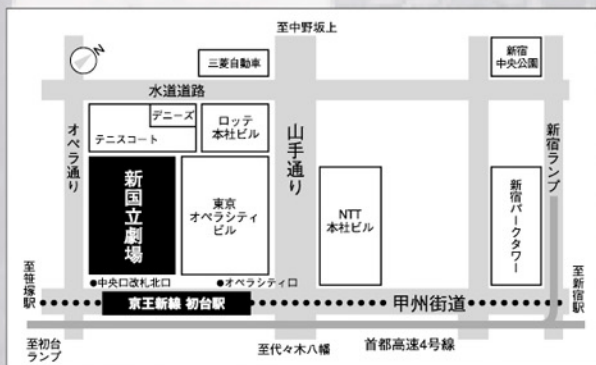 至中野坂上
N
三菱自動車
新宿
中央公園
水道道路
オペラ通り
デニーズ
テニスコート
ロッテ
本社ビル
山手通り
新宿ランプ
新国立劇場
東京
オペラシティ
ビル
NTT
本社ビル
新宿パークタワー
至笹塚駅
●中央口改札北口
●オペラシティ口
至新宿駅
京王新線 初台駅
甲州街道
至初台
ランプ
至代々木八幡
首都高速4号線